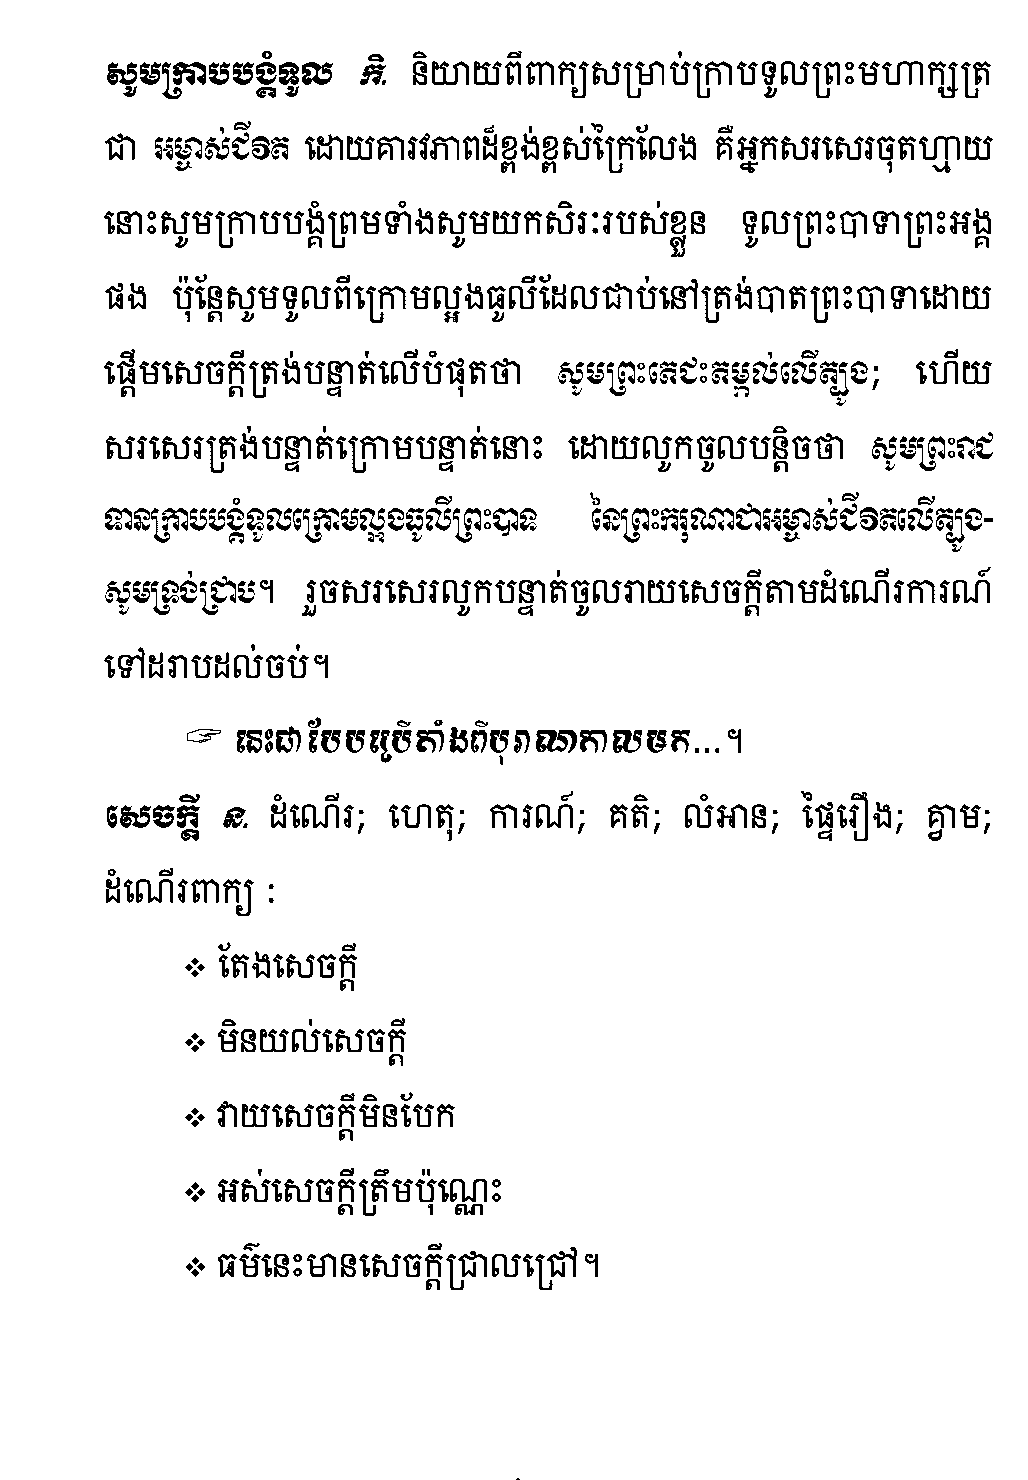 សូមក្រាបបង្គំទូល កិ. និយាយពីពាក្យសម្រាប់ក្រាបទូលព្រះមហាក្សត្រ
ជា អម្ចាស់ជីវិត ដោយគារវភាពដ៏ខ្ពង់ខ្ពស់ក្រៃលែង គឺអ្នកសរសេរចុតហ្មាយ
នោះសូមក្រាបបង្គំព្រមទាំងសូមយកសិរៈរបស់ខ្លួន ទូលព្រះបាទាព្រះអង្គ
ផង ប៉ុន្តែសូមទូលពីក្រោមល្អងធូលីដែលជាប់នៅត្រង់បាតព្រះបាទាដោយ
ផ្ដើមសេចក្ដីត្រង់បន្ទាត់លើបំផុតថា សូមព្រះតេជះតម្កល់លើត្បូង; ហើយ
សរសេរត្រង់បន្ទាត់ក្រោមបន្ទាត់នោះ ដោយលូកចូលបន្តិចថា សូមព្រះរាជ
ទានក្រាបបង្គំទូលក្រោមល្អងធូលីព្រះបាទ នៃព្រះករុណាជាអម្ចាស់ជីវិតលើត្បូង-
សូមទ្រង់ជ្រាប។ រួចសរសេរលូកបន្ទាត់ចូលរាយសេចក្ដីតាមដំណើរការណ៍
ទៅដរាបដល់ចប់។
☞ នេះជាបែបប្រើតាំងពីបុរាណកាលមក...។
សេចក្ដី ន. ដំណើរ; ហេតុ; ការណ៍; គតិ; លំអាន; ផ្ទៃរឿង; គ្វាម;
ដំណើរពាក្យ :
❖ តែងសេចក្ដី
❖ មិនយល់សេចក្ដី
❖ វាយសេចក្ដីមិនបែក
❖ អស់សេចក្ដីត្រឹមប៉ុណ្ណេះ
❖ ធម៌នេះមានសេចក្ដីជ្រាលជ្រៅ។